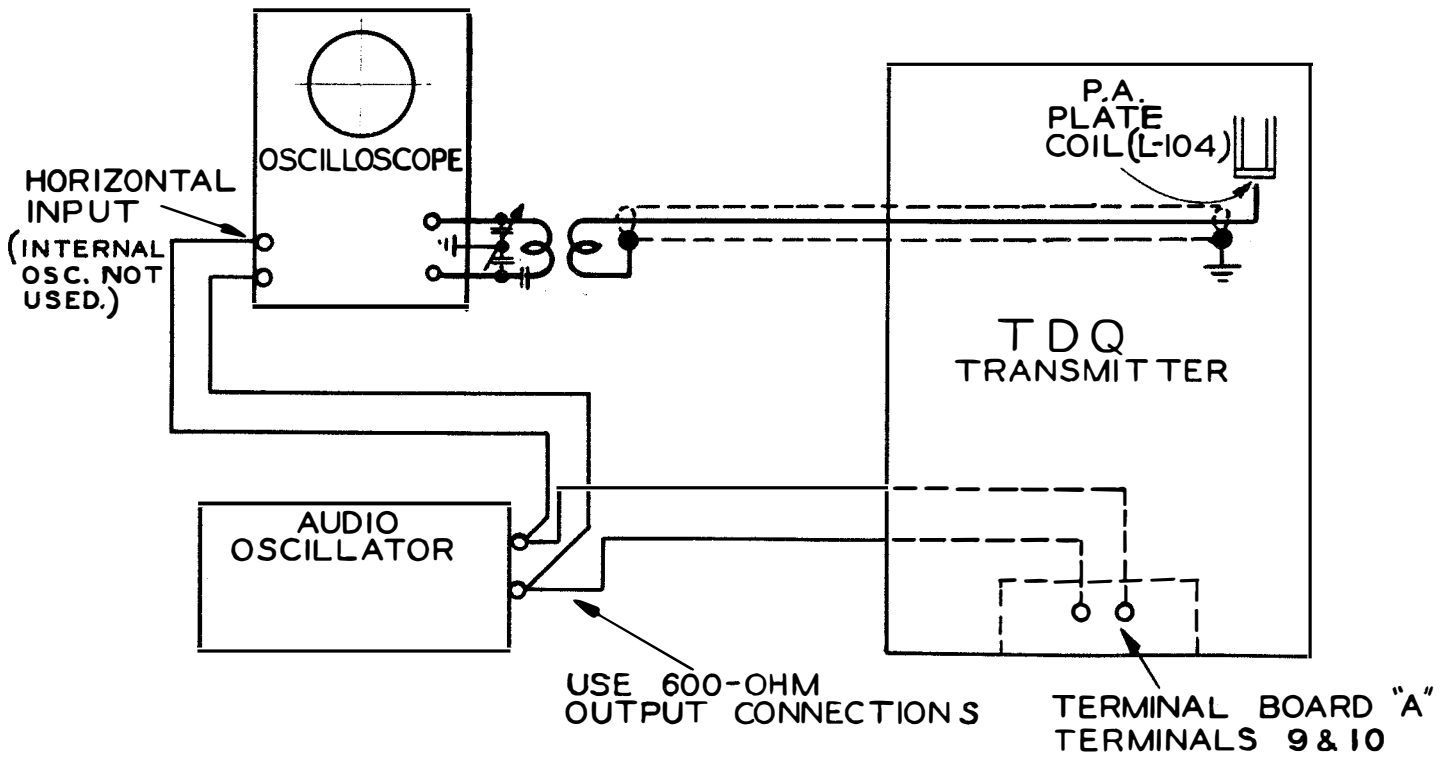 OSCILLOSCOPE
HORIZONTAL
INPUT
(INTERNAL
OSC. NOT
USED.)
P.A.
PLATE
COIL(L-104)
TDQ
TRANSMITTER
AUDIO
OSCILLATOR
USE 600-OHM
OUTPUT CONNECTIONS
TERMINAL BOARD "A"
TERMINALS 9 & 10